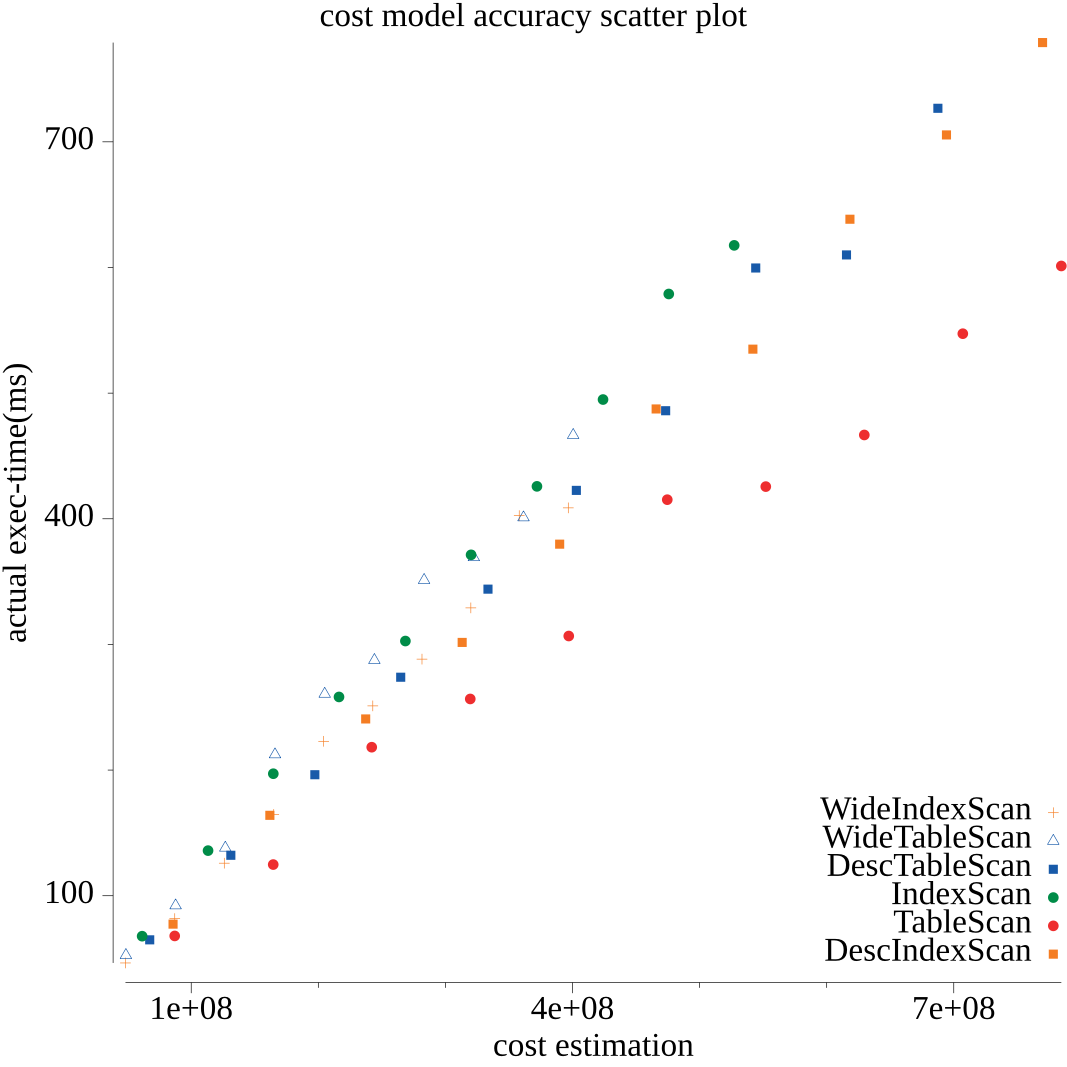 cost model accuracy scatter plot
700
400
100
actual exec-time(ms)
WideIndexScan
WideTableScan
DescTableScan
IndexScan
TableScan
DescIndexScan
1e+08 4e+08 7e+08
cost estimation